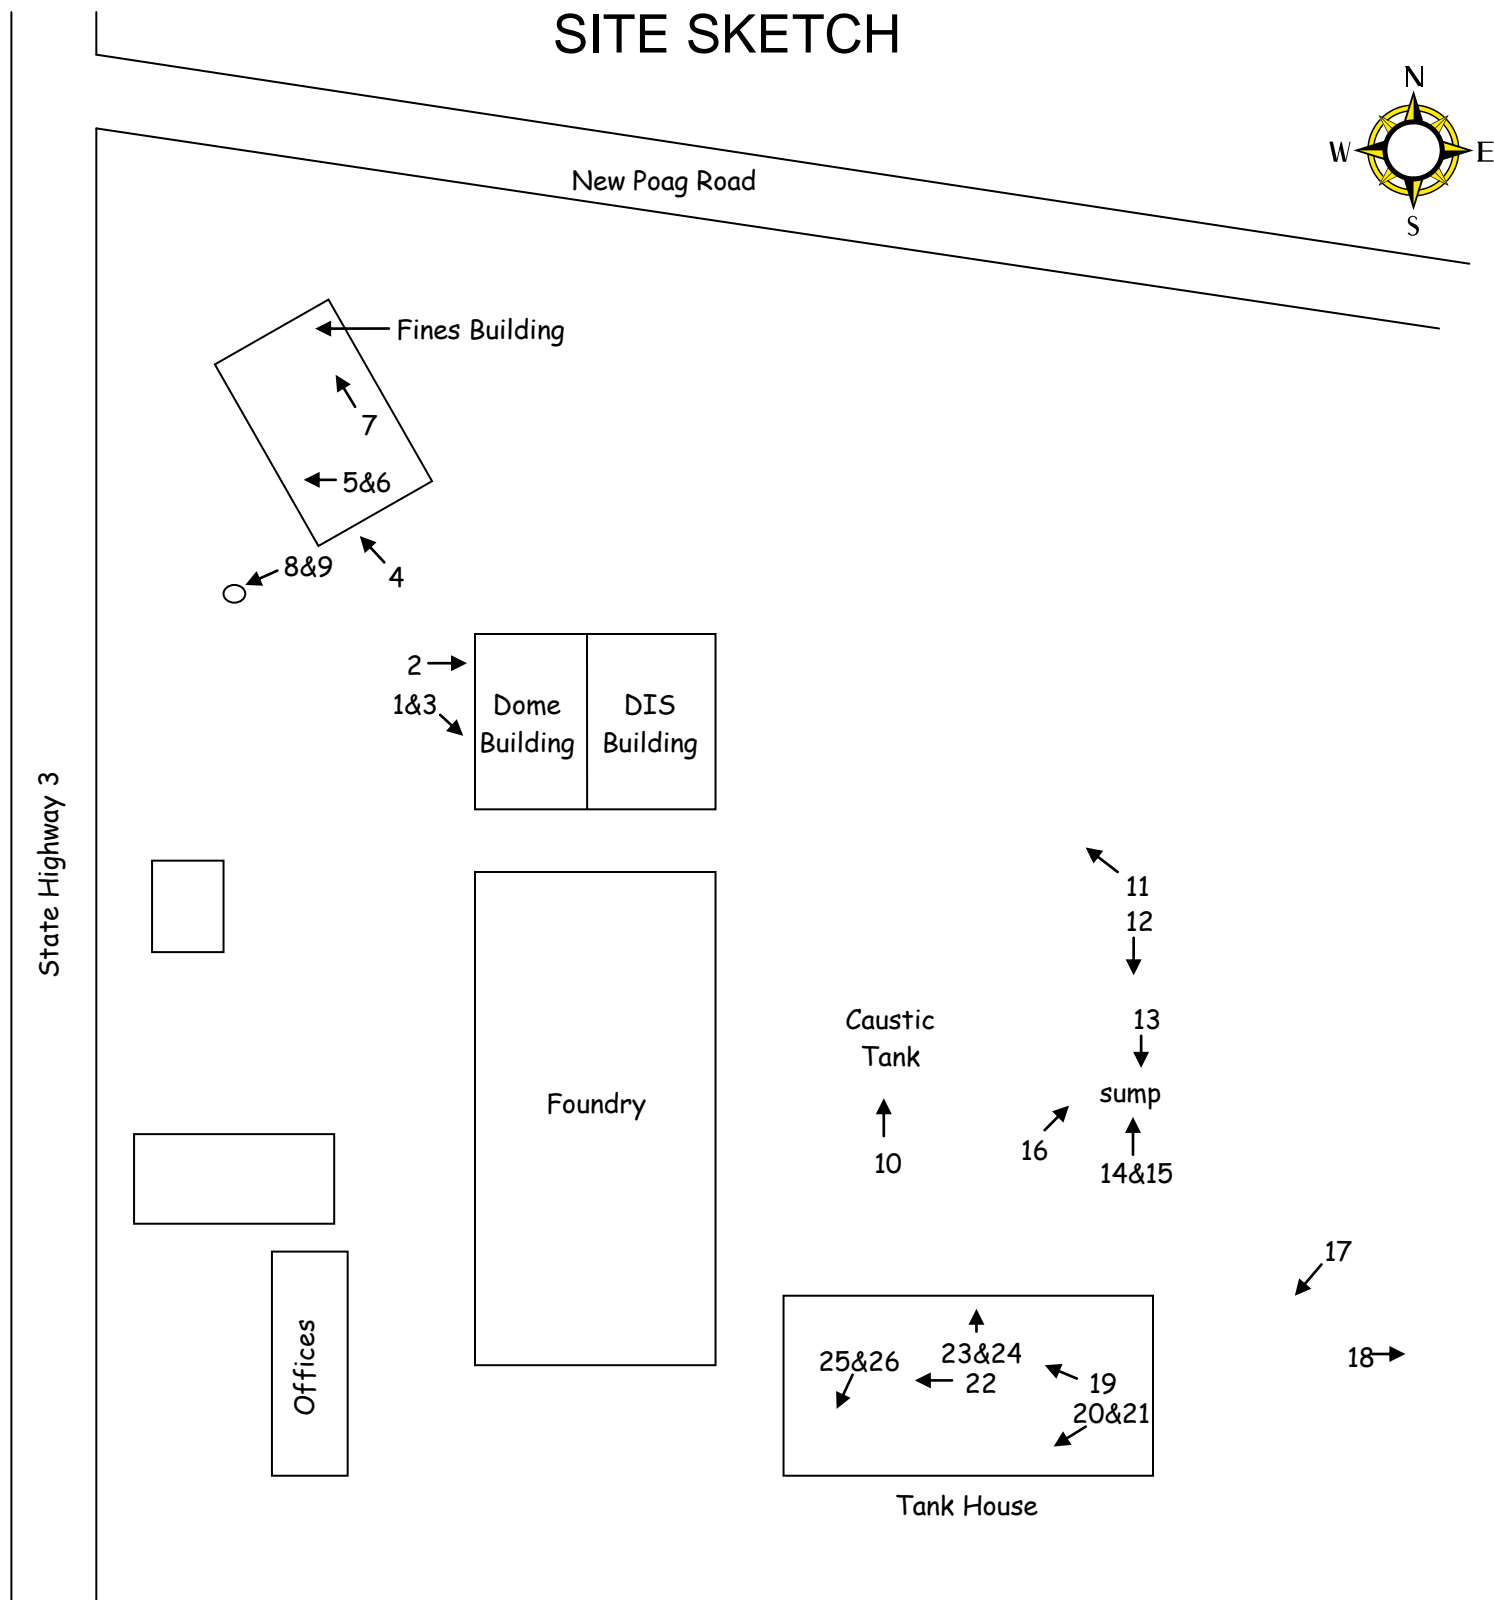 SITE SKETCH
N
W
E
S
New Poag Road
Fines Building
7
5&6
8&9
4
2
1&3
Dome
Building
DIS
Building
State Highway 3
11
12
Caustic
Tank
13
sump
Foundry
16
10
14&15
17
Offices
18
25&26
23&24
22
19
20&21
Tank House